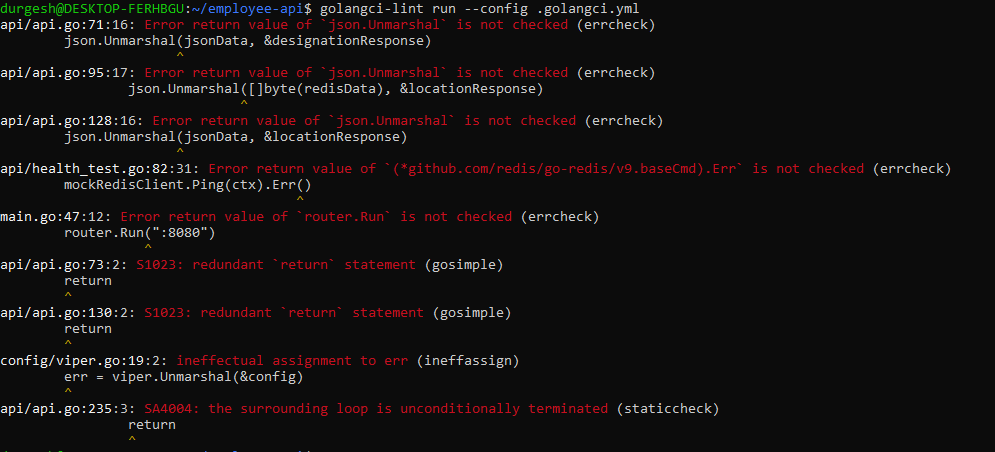 durgesh@DESKTOP-FERHBGU:~/employee-api$ golangci-lint run --config .golangci.yml
api/api.go:71:16: Error return value of `json.Unmarshal` is not checked (errcheck)
        json.Unmarshal(jsonData, &designationResponse)
                      ^
api/api.go:95:17: Error return value of `json.Unmarshal` is not checked (errcheck)
                json.Unmarshal([]byte(redisData), &locationResponse)
                              ^
api/api.go:128:16: Error return value of `json.Unmarshal` is not checked (errcheck)
        json.Unmarshal(jsonData, &locationResponse)
                      ^
api/health_test.go:82:31: Error return value of `(*github.com/redis/go-redis/v9.baseCmd).Err` is not checked (errcheck)
        mockRedisClient.Ping(ctx).Err()
                                     ^
main.go:47:12: Error return value of `router.Run` is not checked (errcheck)
        router.Run(":8080")
                  ^
api/api.go:73:2: S1023: redundant `return` statement (gosimple)
        return
        ^
api/api.go:130:2: S1023: redundant `return` statement (gosimple)
        return
        ^
config/viper.go:19:2: ineffectual assignment to err (ineffassign)
        err = viper.Unmarshal(&config)
        ^
api/api.go:235:3: SA4004: the surrounding loop is unconditionally terminated (staticcheck)
                return
                ^